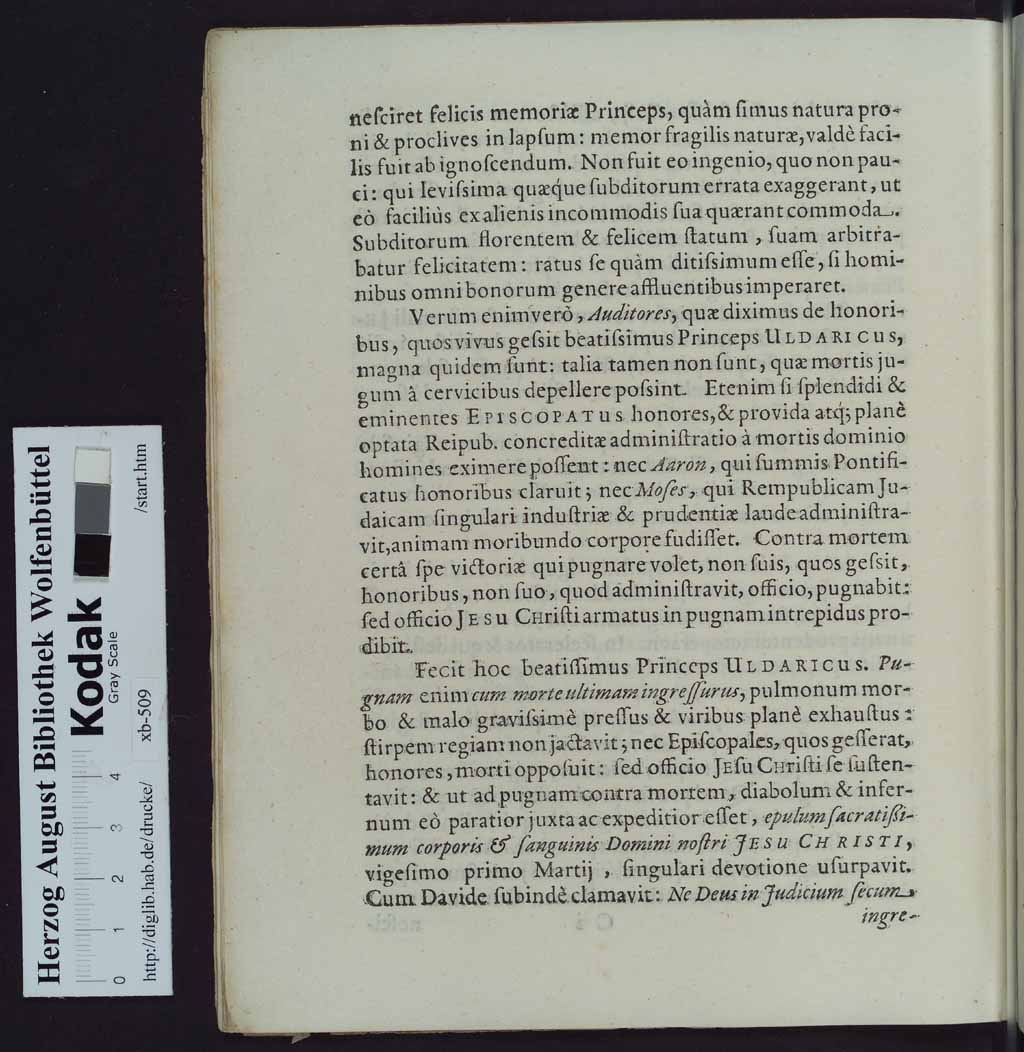 neſciret felicis memoriæ Princeps, quàm ſimus natura pro-
ni & proclives in lapſum: memor fragilis naturæ, valdè faci-
lis fuit ab ignoſcendum. Non fuit eo ingenio, quo non pau-
ci: qui leviſsima quæque ſubditorum errata exaggerant, ut
eò faciliùs ex alienis incommodis ſua quærant commoda.
Subditorum florentem & felicem ſtatum, ſuam arbitra-
batur felicitatem: ratus ſe quàm ditiſsimum eſſe, ſi homi-
nibus omni bonorum genere affluentibus imperaret.
Verum enimverò, Auditores, quæ diximus de honori-
bus, quos vivus geſsit beatiſsimus Princeps ULDARICUS,
magna quidem ſunt: talia tamen non ſunt, quæ mortis ju-
gum â cervicibus depellere poſsint. Etenim ſi ſplendidi &
eminentes EPISCOPATUS honores, & provida atq; planè
optata Reipub. concreditæ adminiſtratio à mortis dominio
homines eximere poſſent: nec Aaron, qui ſummis Pontifi-
catus honoribus claruit; nec Moſes, qui Rempublicam Ju-
daicam ſingulari induſtriæ & prudentiæ laude adminiſtra-
vit, animam moribundo corpore fudiſſet. Contra mortem
certâ ſpe victoriæ qui pugnare volet, non ſuis, quos geſsit,
honoribus, non ſuo, quod adminiſtravit, officio, pugnabit:
ſed officio JESU CHriſti armatus in pugnam intrepidus pro-
dibit.
Fecit hoc beatiſſimus Princeps ULDARICUS. Pu-
gnam enim cum morte ultimam ingreſſurus, pulmonum mor-
bo & malo graviſsimè preſſus & viribus planè exhauſtus:
ſtirpem regiam non jactavit; nec Epiſcopales, quos geſſerat,
honores, morti oppoſuit: ſed officio JEſu CHriſti ſe ſuſten-
tavit: & ut ad pugnam contra mortem, diabolum & infer-
num eò paratior juxta ac expeditior eſſet, epulum ſacratiſsi-
mum corporis & ſanguinis Domini noſtri JESU CHRISTI,
vigeſimo primo Martij, ſingulari devotione uſurpavit.
Cum Davide ſubindè clamavit: Ne Deus in Judicium ſecum
ingre-
Herzog August Bibliothek Wolfenbüttel
Kodak
Gray Scale
0 1 2 3 4
http://diglib.hab.de/drucke/ xb-509 /start.htm